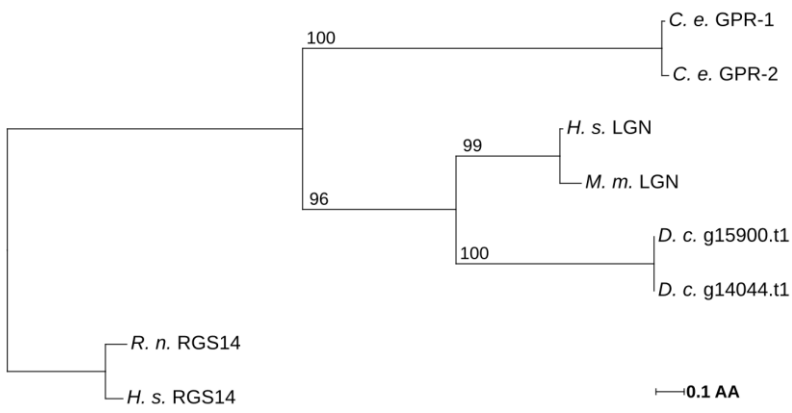 C. e. GPR-1
100
C. e. GPR-2
H. s. LGN
99
M. m. LGN
96
D. c. g15900.t1
100
D. c. g14044.t1
R. n. RGS14
H. s. RGS14
0.1 AA